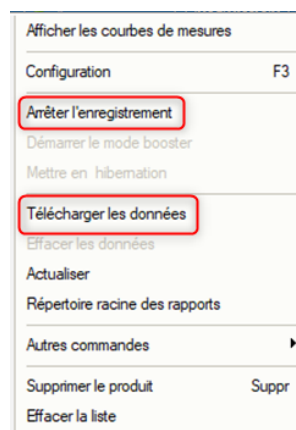 Afficher les courbes de mesures
Configuration F3
Arrêter l'enregistrement
Démarrer le mode booster
Mettre en hibernation
Télécharger les données
Effacer les données
Actualiser
Répertoire racine des rapports
Autres commandes
Supprimer le produit Suppr
Effacer la liste